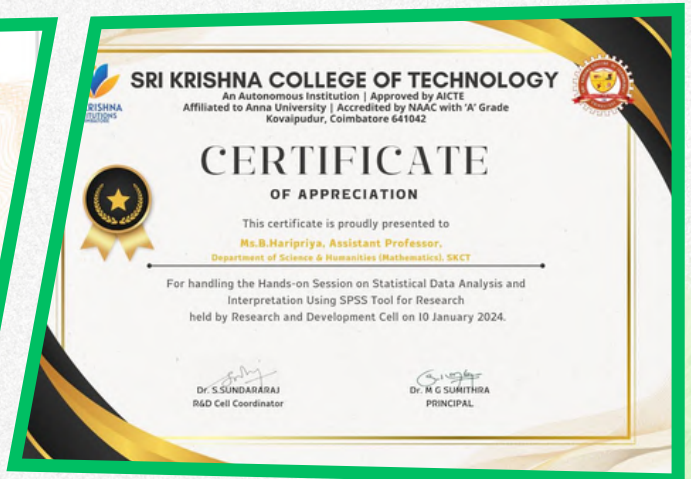 SRI KRISHNA COLLEGE OF TECHNOLOGY
An Autonomous Institution | Approved by AICTE
Affiliated to Anna University | Accredited by NAAC with 'A' Grade
Kovaipudur, Coimbatore 641042
RISHNA
ITUTIONS
CERTIFICATE
OF APPRECIATION
This certificate is proudly presented to
Ms.B.Haripriya, Assistant Professor,
Department of Science & Humanities (Mathematics), SKCT
For handling the Hands-on Session on Statistical Data Analysis and
Interpretation Using SPSS Tool for Research
held by Research and Development Cell on 10 January 2024.
Dr. S.SUNDARARAJ
R&D Cell Coordinator
Dr. M G SUMITHRA
PRINCIPAL